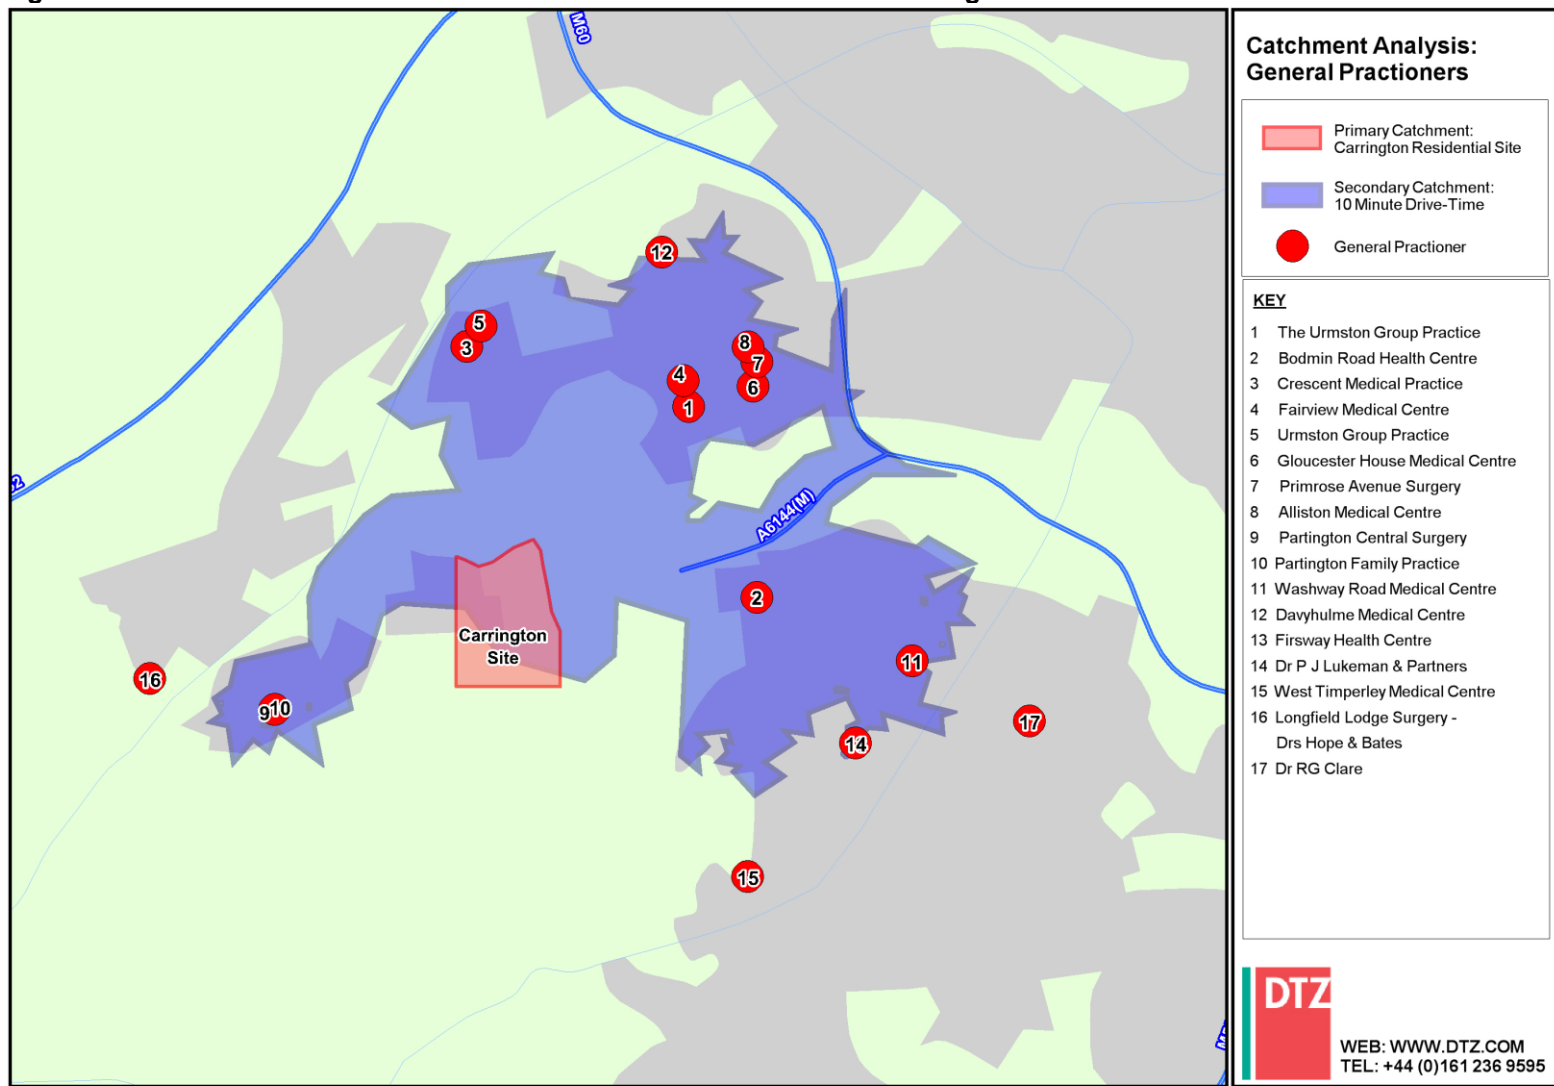 M60
A6144(M)
12
5
3
8
7
4
6
1
2
Carrington
Site
11
16
9
10
17
14
15
Catchment Analysis:
General Practioners
Primary Catchment:
Carrington Residential Site
Secondary Catchment:
10 Minute Drive-Time
General Practioner
KEY
1 The Urmston Group Practice
2 Bodmin Road Health Centre
3 Crescent Medical Practice
4 Fairview Medical Centre
5 Urmston Group Practice
6 Gloucester House Medical Centre
7 Primrose Avenue Surgery
8 Alliston Medical Centre
9 Partington Central Surgery
10 Partington Family Practice
11 Washway Road Medical Centre
12 Davyhulme Medical Centre
13 Firsway Health Centre
14 Dr P J Lukeman & Partners
15 West Timperley Medical Centre
16 Longfield Lodge Surgery -
Drs Hope & Bates
17 Dr RG Clare
DTZ
WEB: WWW.DTZ.COM
TEL: +44 (0)161 236 9595